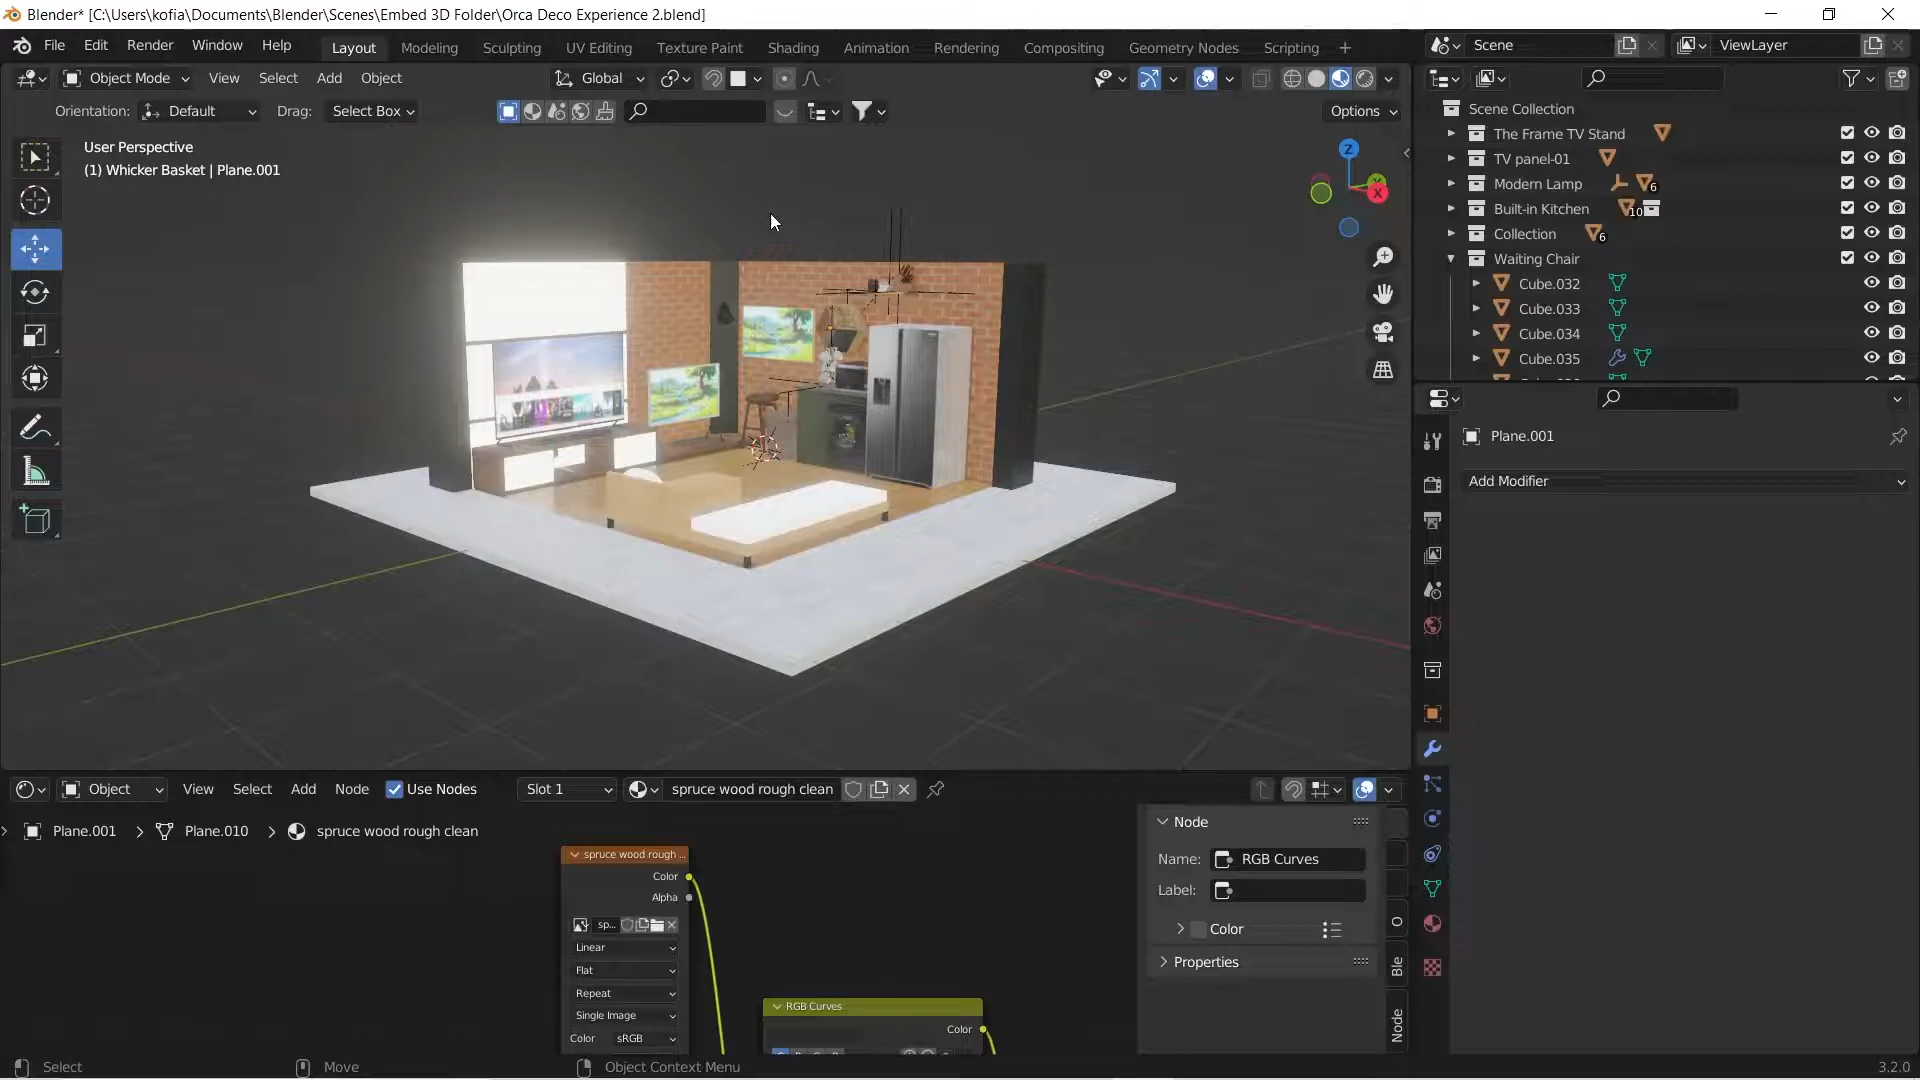 Blender* [C:\Users\kofia\Documents\Blender\Scenes\Embed 3D Folder\Orca Deco Experience 2.blend]
File Edit Render Window Help
Layout Modeling Sculpting UV Editing Texture Paint Shading Animation Rendering Compositing Geometry Nodes Scripting +
Scene
ViewLayer
Object Mode View Select Add Object
Global
Orientation: Default Drag: Select Box
Options
User Perspective
(1) Whicker Basket | Plane.001
Z
X
Scene Collection
The Frame TV Stand
TV panel-01
Modern Lamp 6
Built-in Kitchen 10
Collection 6
Waiting Chair
Cube.032
Cube.033
Cube.034
Cube.035
Plane.001
Add Modifier
Object View Select Add Node Use Nodes Slot 1 spruce wood rough clean
Plane.001 > Plane.010 > spruce wood rough clean
spruce wood rough ...
Color
Alpha
sp...
Linear
Flat
Repeat
Single Image
Color sRGB
RGB Curves
Color
Node
Name: RGB Curves
Label:
Color
Properties
O
Ble
Node
Select Move Object Context Menu 3.2.0